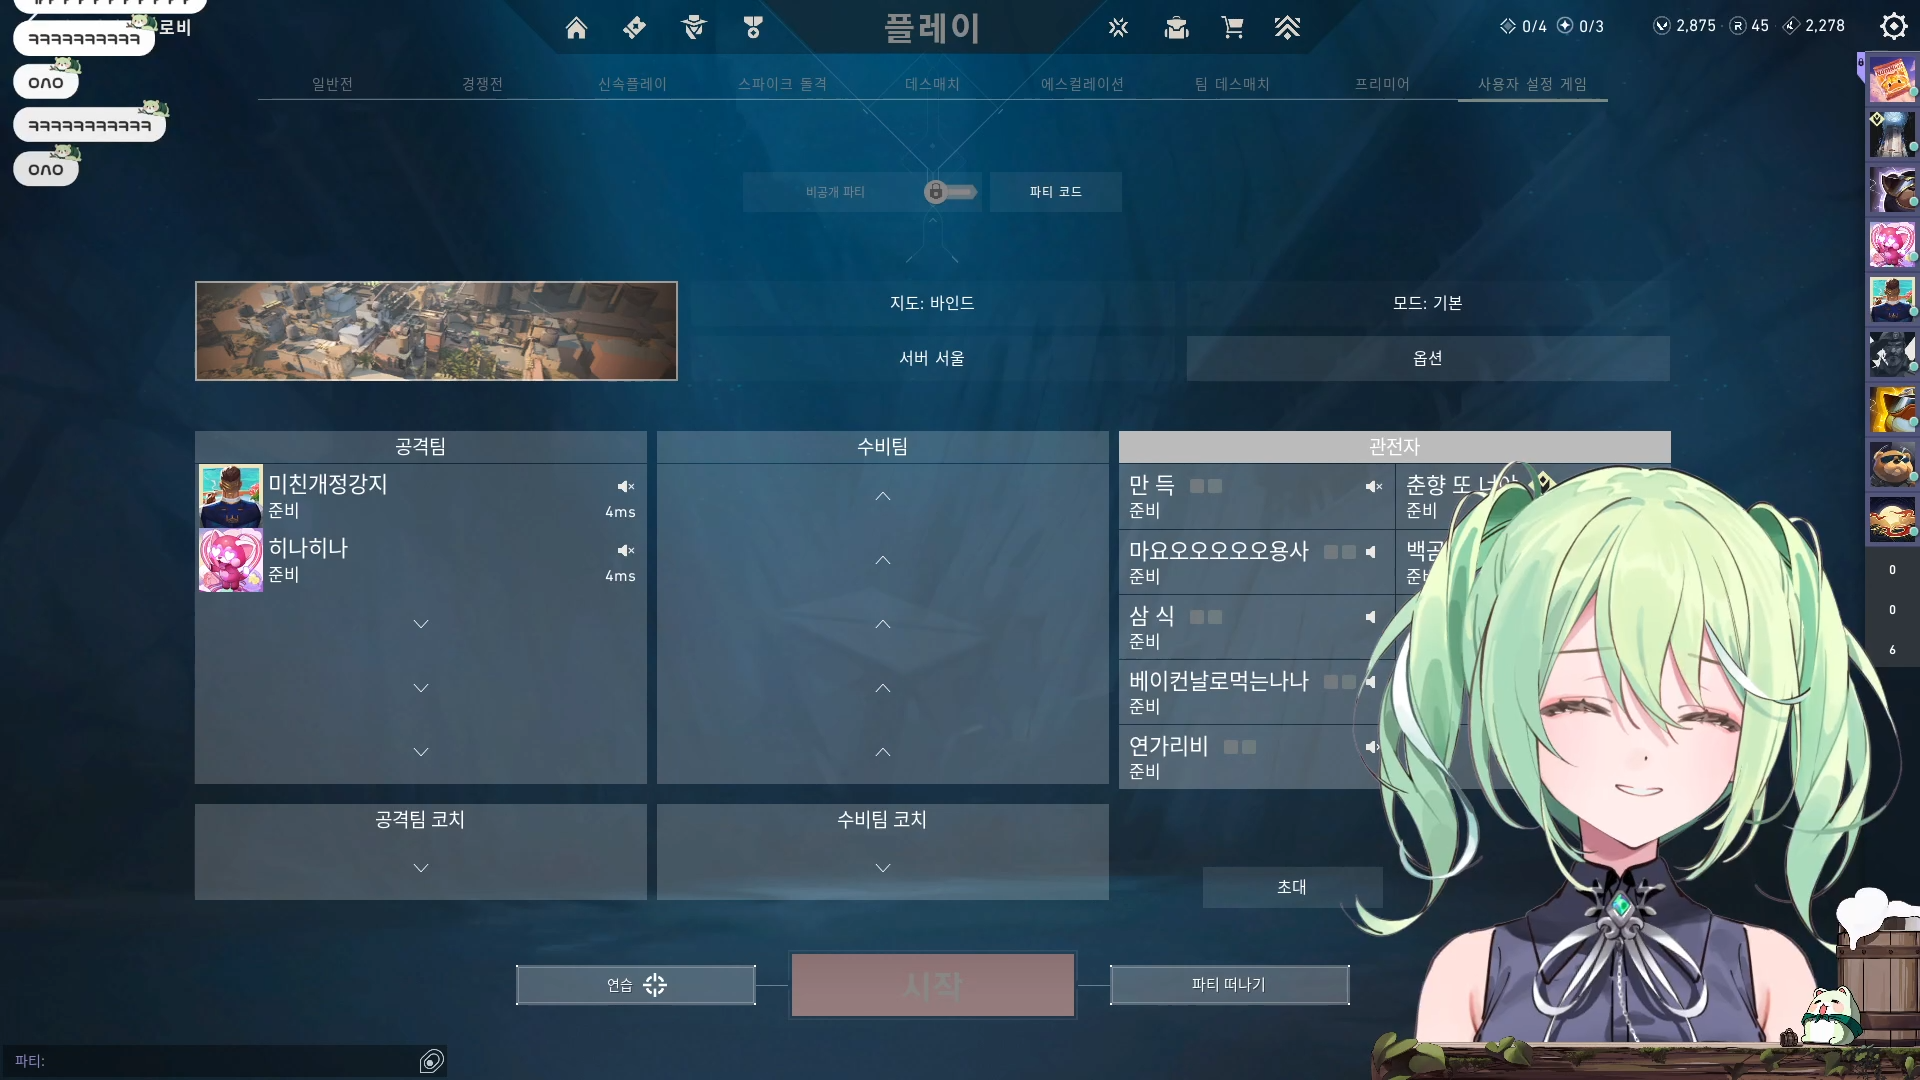 ㅋㅋㅋㅋㅋㅋㅋㅋㅋㅋ
로비
ㅇㅅㅇ
ㅋㅋㅋㅋㅋㅋㅋㅋㅋㅋㅋ
ㅇㅅㅇ
플레이
0/4
0/3
2,875
45
2,278
일반전
경쟁전
신속플레이
스파이크 돌격
데스매치
에스컬레이션
팀 데스매치
프리미어
사용자 설정 게임
비공개 파티
파티 코드
지도: 바인드
모드: 기본
서버 서울
옵션
공격팀
수비팀
관전자
미친개정강지
준비
4ms
히나히나
준비
4ms
만 득
준비
춘향 또
준비
마요오오오오오용사
준비
백곰
삼 식
준비
베이컨날로먹는나나
준비
연가리비
준비
0
0
6
공격팀 코치
수비팀 코치
초대
연습
시작
파티 떠나기
파티: